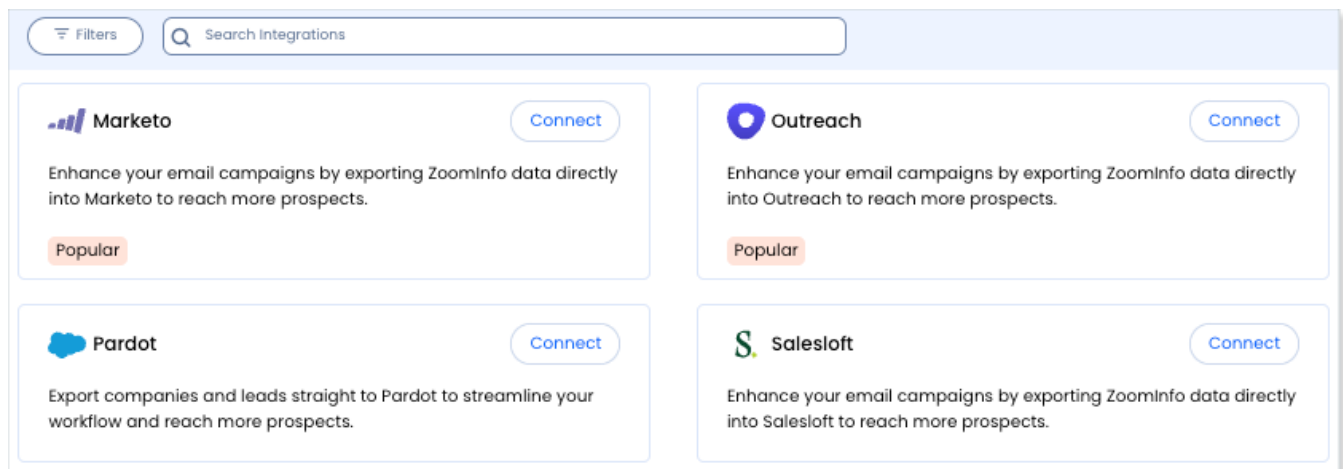 Filters
Search Integrations
Marketo
Connect
Enhance your email campaigns by exporting ZoomInfo data directly
into Marketo to reach more prospects.
Popular
Outreach
Connect
Enhance your email campaigns by exporting ZoomInfo data directly
into Outreach to reach more prospects.
Popular
Pardot
Connect
Export companies and leads straight to Pardot to streamline your
workflow and reach more prospects.
S.
Salesloft
Connect
Enhance your email campaigns by exporting ZoomInfo data directly
into Salesloft to reach more prospects.